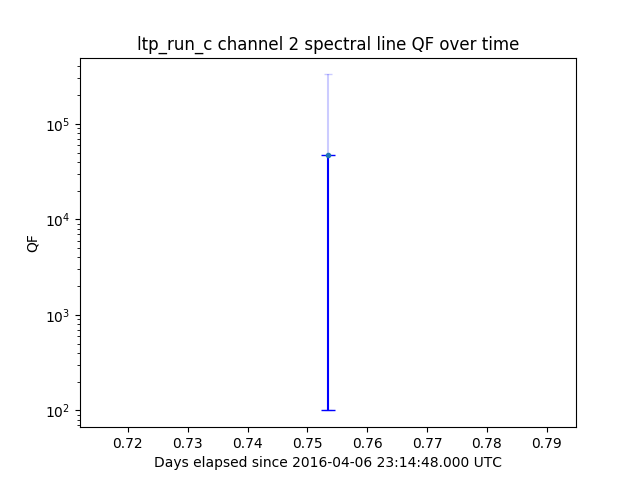 ltp_run_c channel 2 spectral line QF over time
QF
10^5
10^4
10^3
10^2
0.72 0.73 0.74 0.75 0.76 0.77 0.78 0.79
Days elapsed since 2016-04-06 23:14:48.000 UTC